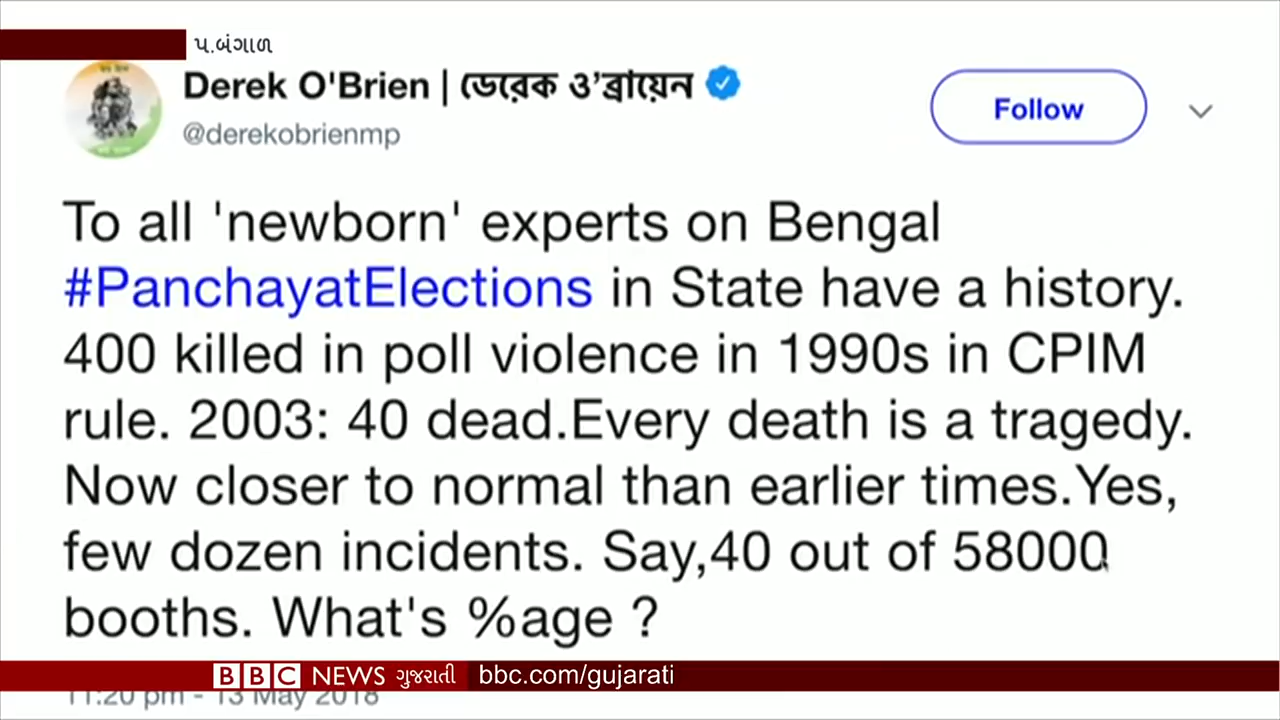 પ.બંગાળ
Derek O'Brien | ডেরেক ও'ব্রায়েন
@derekobrienmp
Follow
To all 'newborn' experts on Bengal
#PanchayatElections in State have a history.
400 killed in poll violence in 1990s in CPIM
rule. 2003: 40 dead.Every death is a tragedy.
Now closer to normal than earlier times.Yes,
few dozen incidents. Say,40 out of 58000
booths. What's %age ?
BBC NEWS ગુજરાતી bbc.com/gujarati
11:20 pm - 13 May 2018